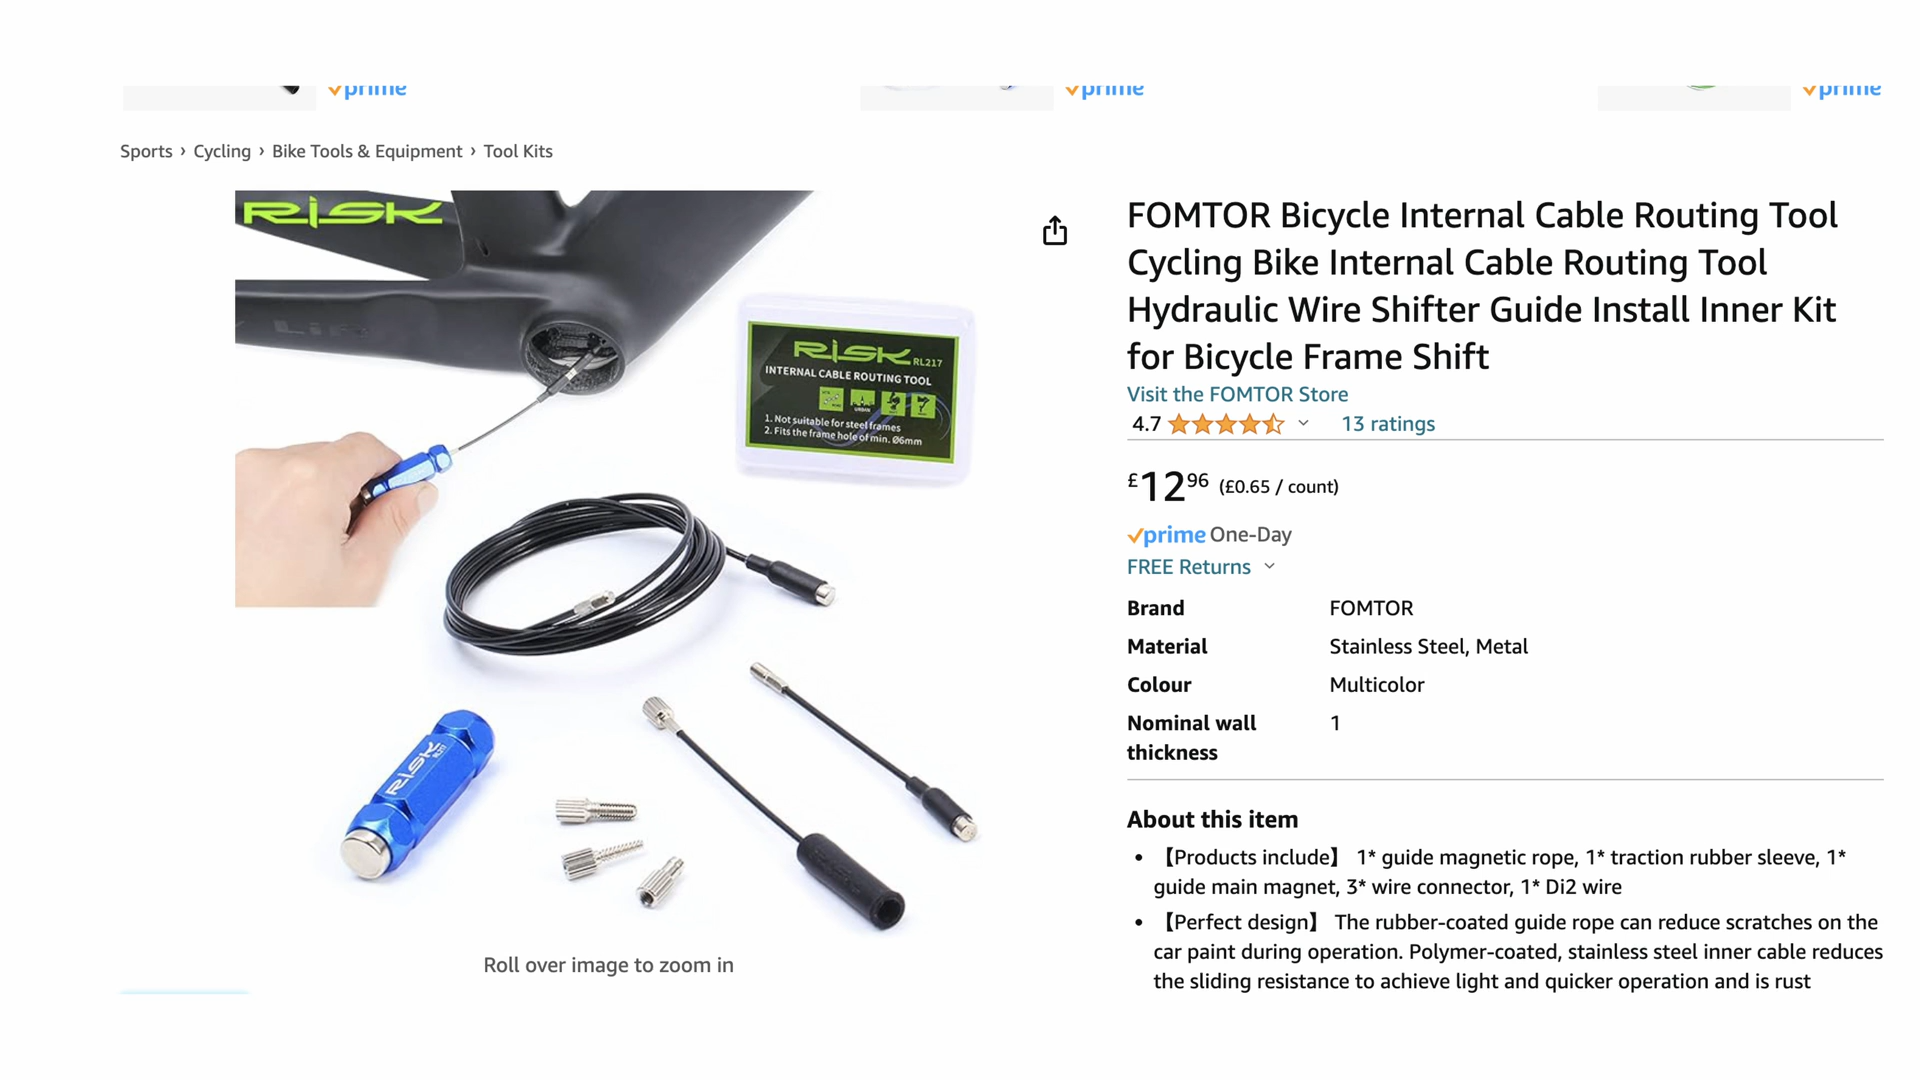 prime
prime
prime
Sports › Cycling › Bike Tools & Equipment › Tool Kits
RISK
RISK RL217
INTERNAL CABLE ROUTING TOOL
URBAN
1. Not suitable for steel frames
2. Fits the frame hole of min. Ø6mm
RISK
RL217
Roll over image to zoom in
FOMTOR Bicycle Internal Cable Routing Tool
Cycling Bike Internal Cable Routing Tool
Hydraulic Wire Shifter Guide Install Inner Kit
for Bicycle Frame Shift
Visit the FOMTOR Store
4.7 13 ratings
£12 96 (£0.65 / count)
prime One-Day
FREE Returns
Brand FOMTOR
Material Stainless Steel, Metal
Colour Multicolor
Nominal wall 1
thickness
About this item
• 【Products include】 1* guide magnetic rope, 1* traction rubber sleeve, 1*
guide main magnet, 3* wire connector, 1* Di2 wire
• 【Perfect design】 The rubber-coated guide rope can reduce scratches on the
car paint during operation. Polymer-coated, stainless steel inner cable reduces
the sliding resistance to achieve light and quicker operation and is rust